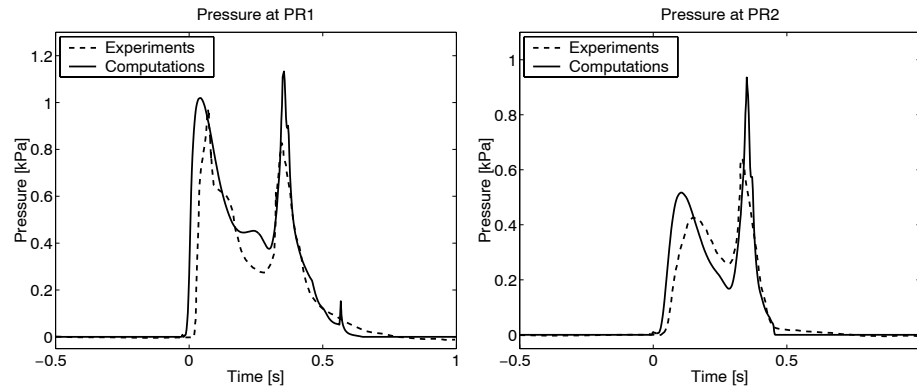 Pressure at PR1
1.2
1
0.8
0.6
0.4
0.2
0
Pressure [kPa]
Experiments
Computations
−0.5 0 0.5 1
Time [s]
Pressure at PR2
1
0.8
0.6
0.4
0.2
0
Pressure [kPa]
Experiments
Computations
−0.5 0 0.5
Time [s]